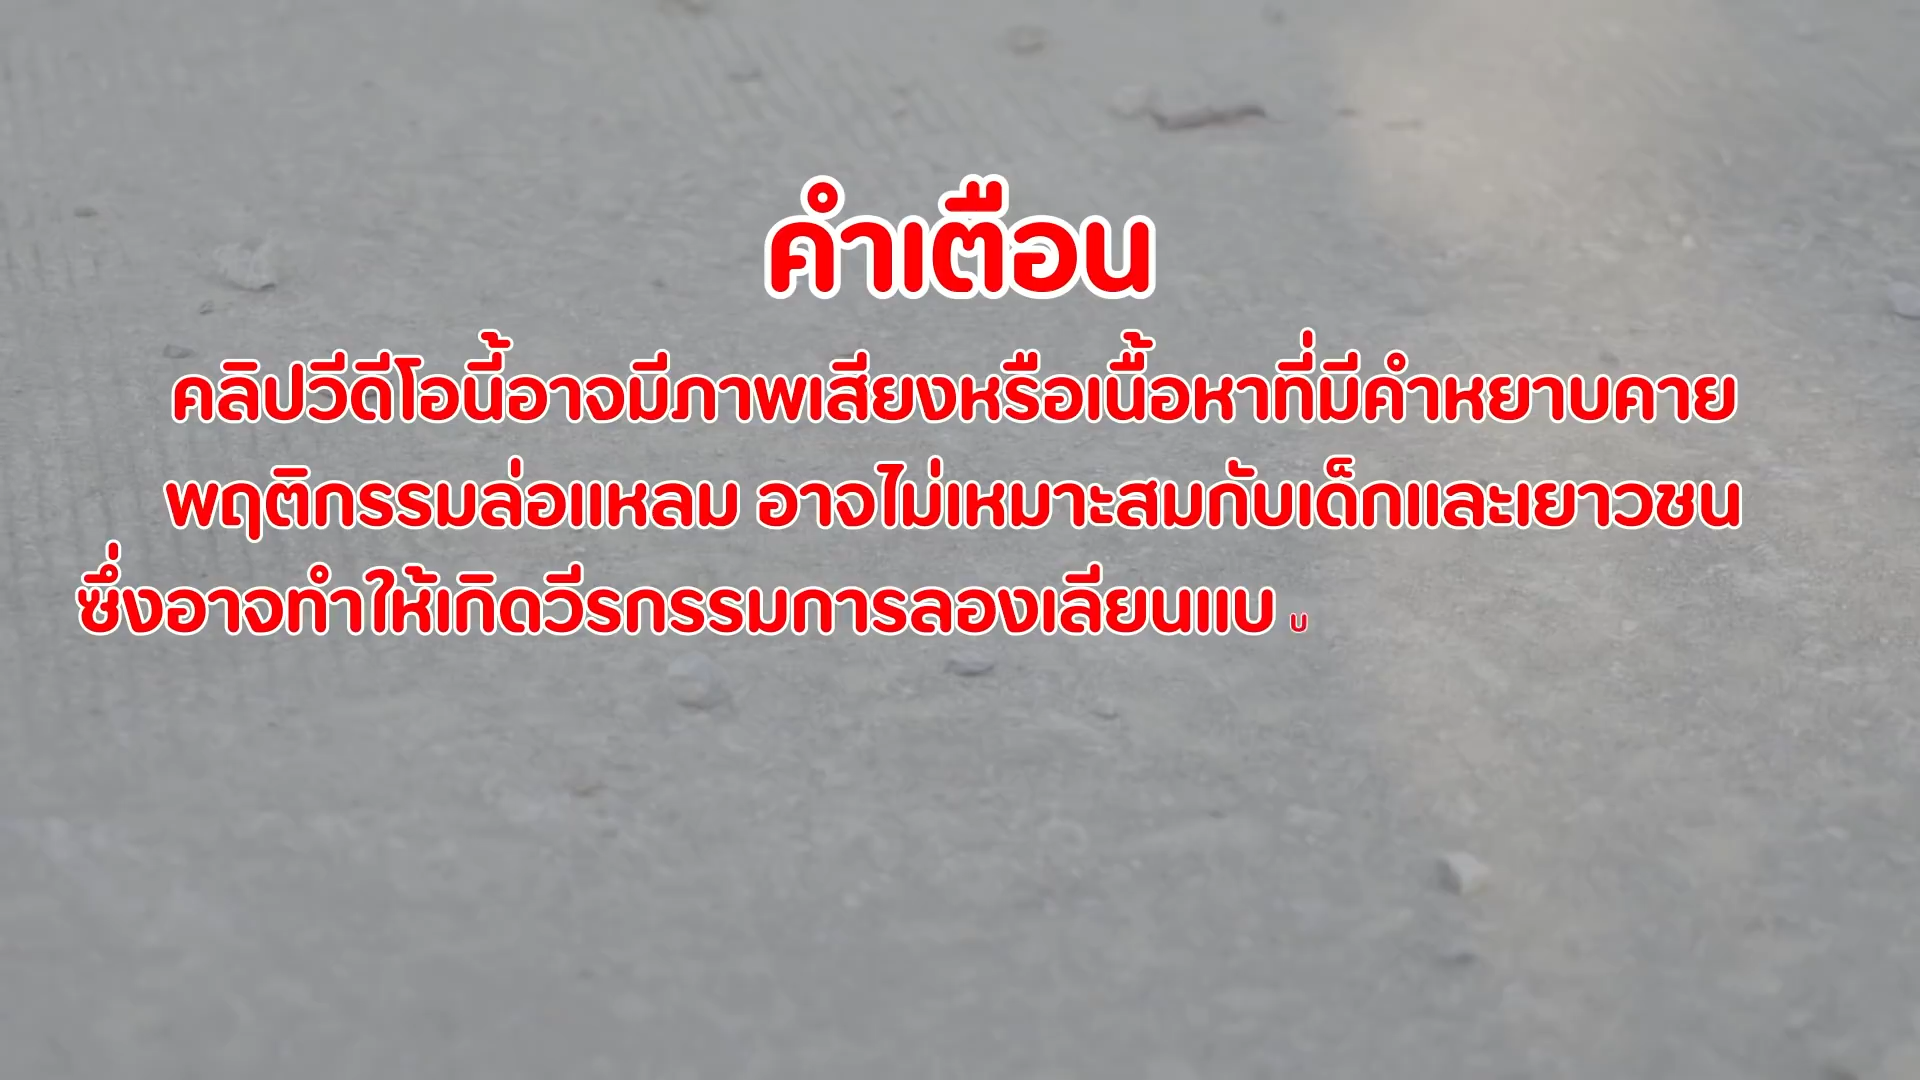 คำเตือน
คลิปวีดีโอนี้อาจมีภาพเสียงหรือเนื้อหาที่มีคำหยาบคาย
พฤติกรรมล่อแหลม อาจไม่เหมาะสมกับเด็กและเยาวชน
ซึ่งอาจทำให้เกิดวีรกรรมการลองเลียนแบบ